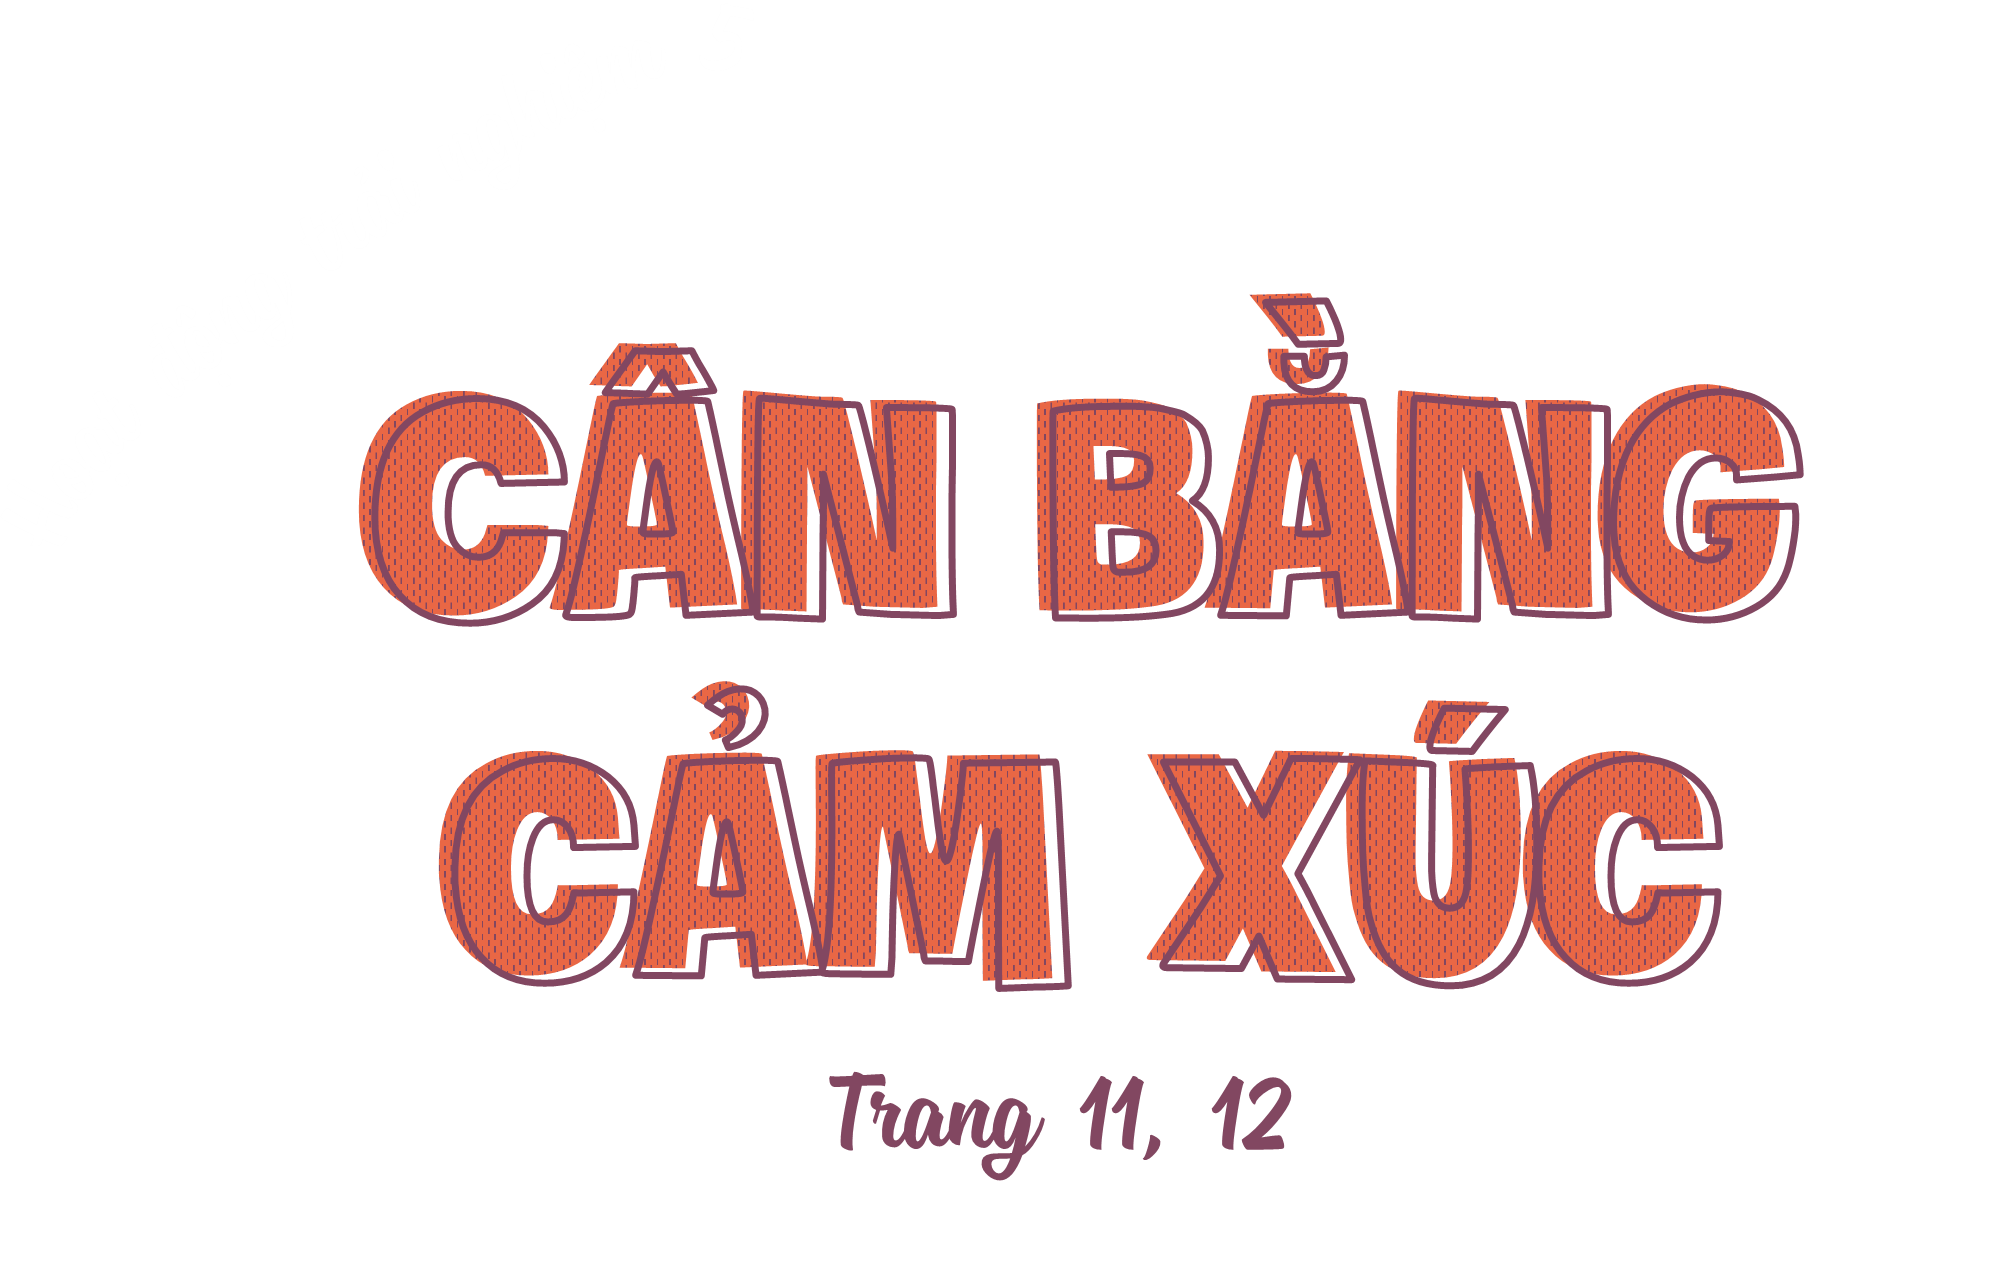 CÂN BẰNG
CẢM XÚC
Trang 11, 12